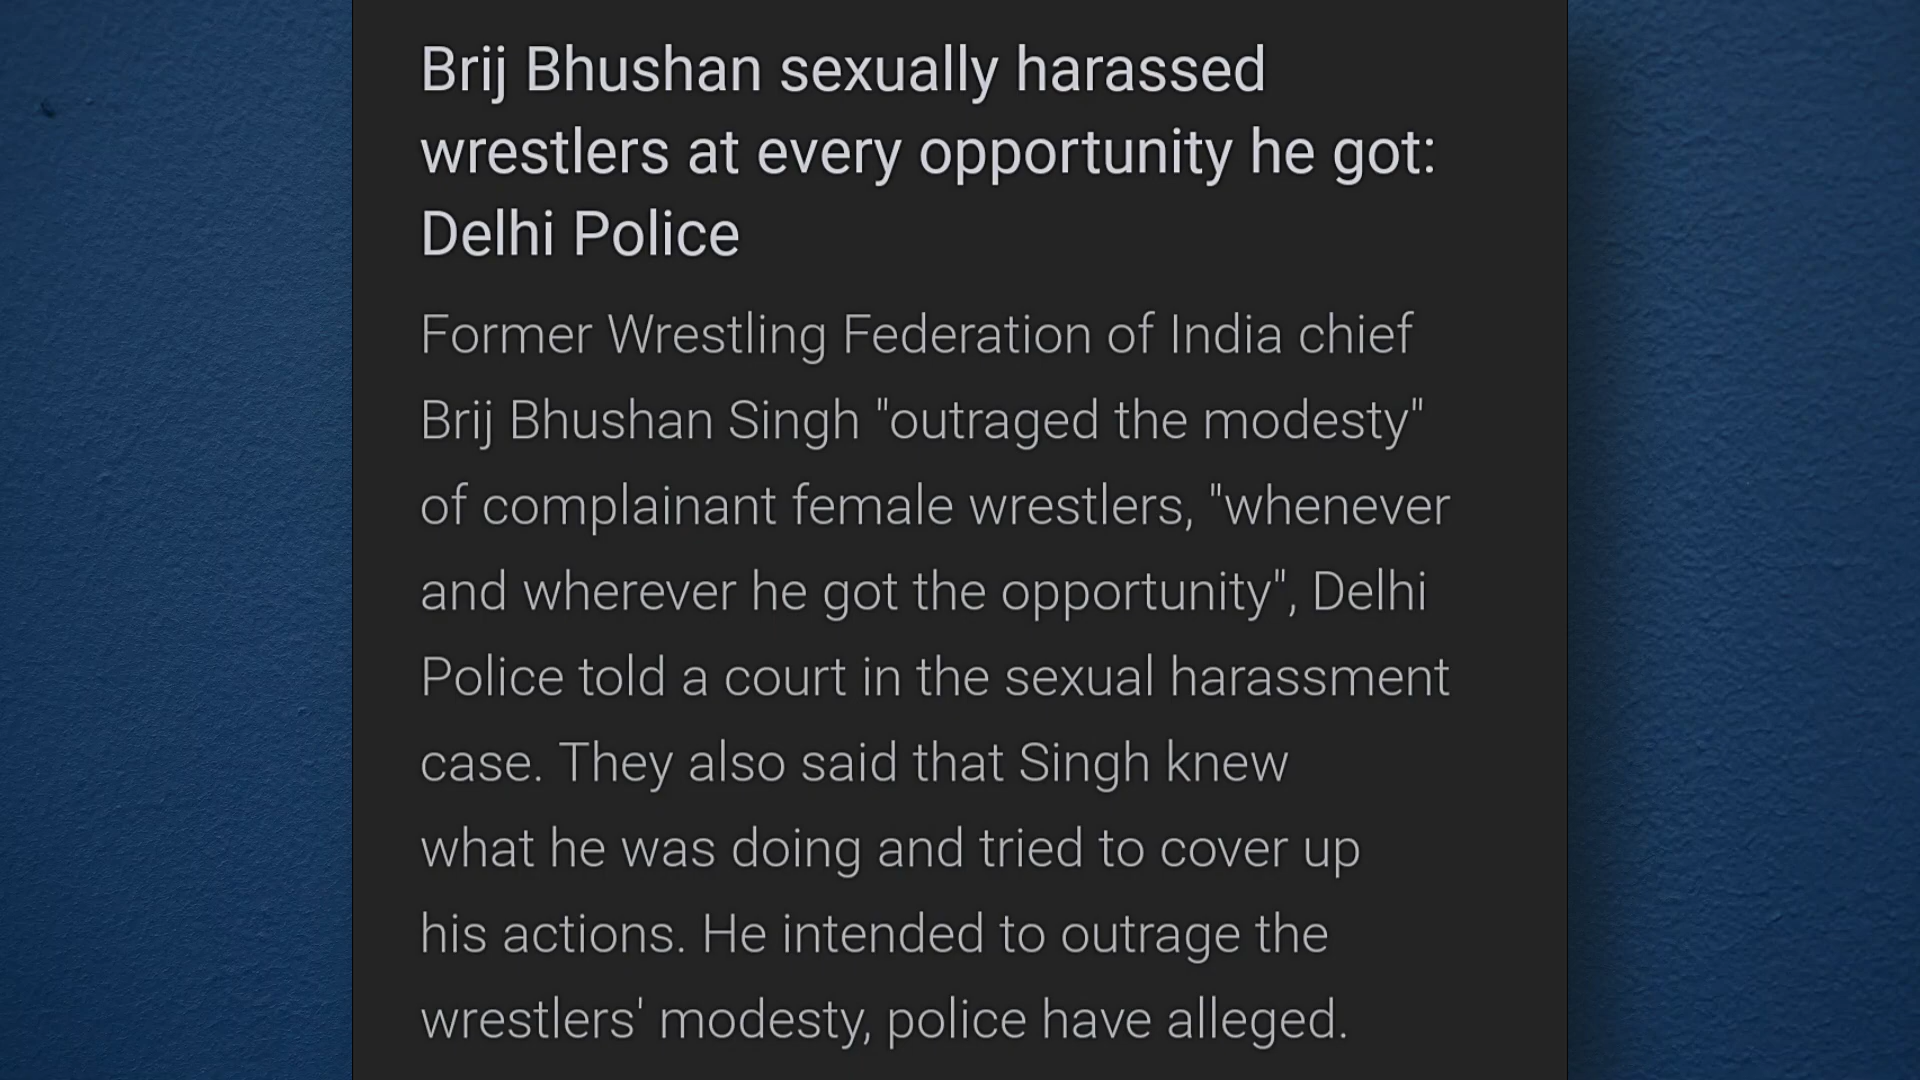 Brij Bhushan sexually harassed
wrestlers at every opportunity he got:
Delhi Police
Former Wrestling Federation of India chief
Brij Bhushan Singh "outraged the modesty"
of complainant female wrestlers, "whenever
and wherever he got the opportunity", Delhi
Police told a court in the sexual harassment
case. They also said that Singh knew
what he was doing and tried to cover up
his actions. He intended to outrage the
wrestlers' modesty, police have alleged.